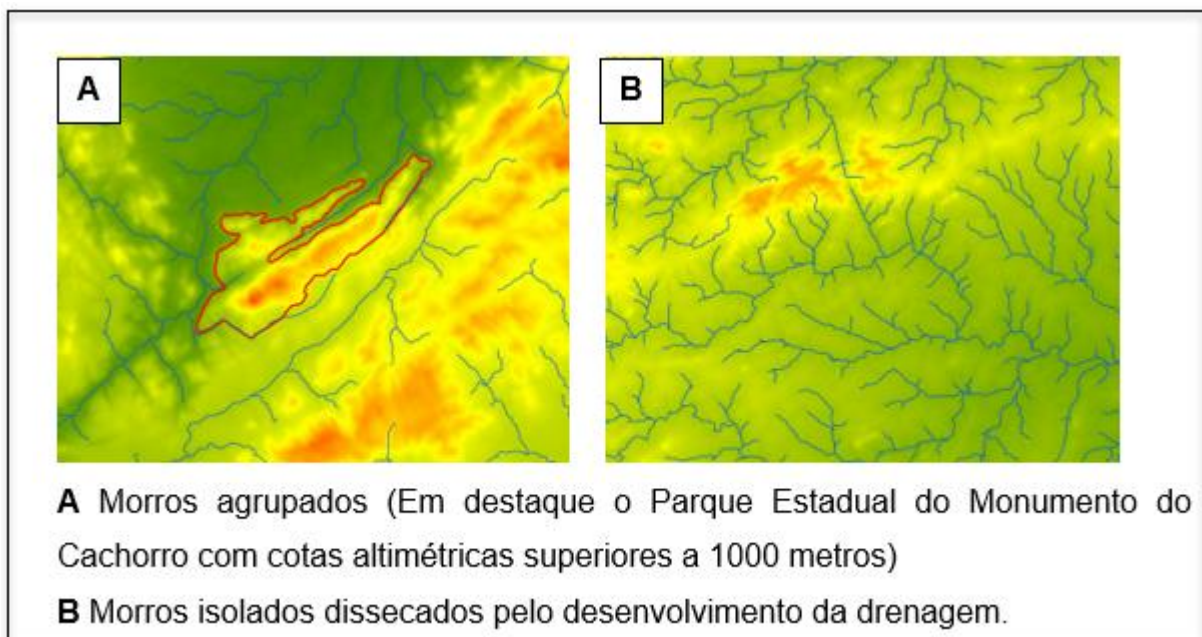 A
B
A Morros agrupados (Em destaque o Parque Estadual do Monumento do
Cachorro com cotas altimétricas superiores a 1000 metros)
B Morros isolados dissecados pelo desenvolvimento da drenagem.